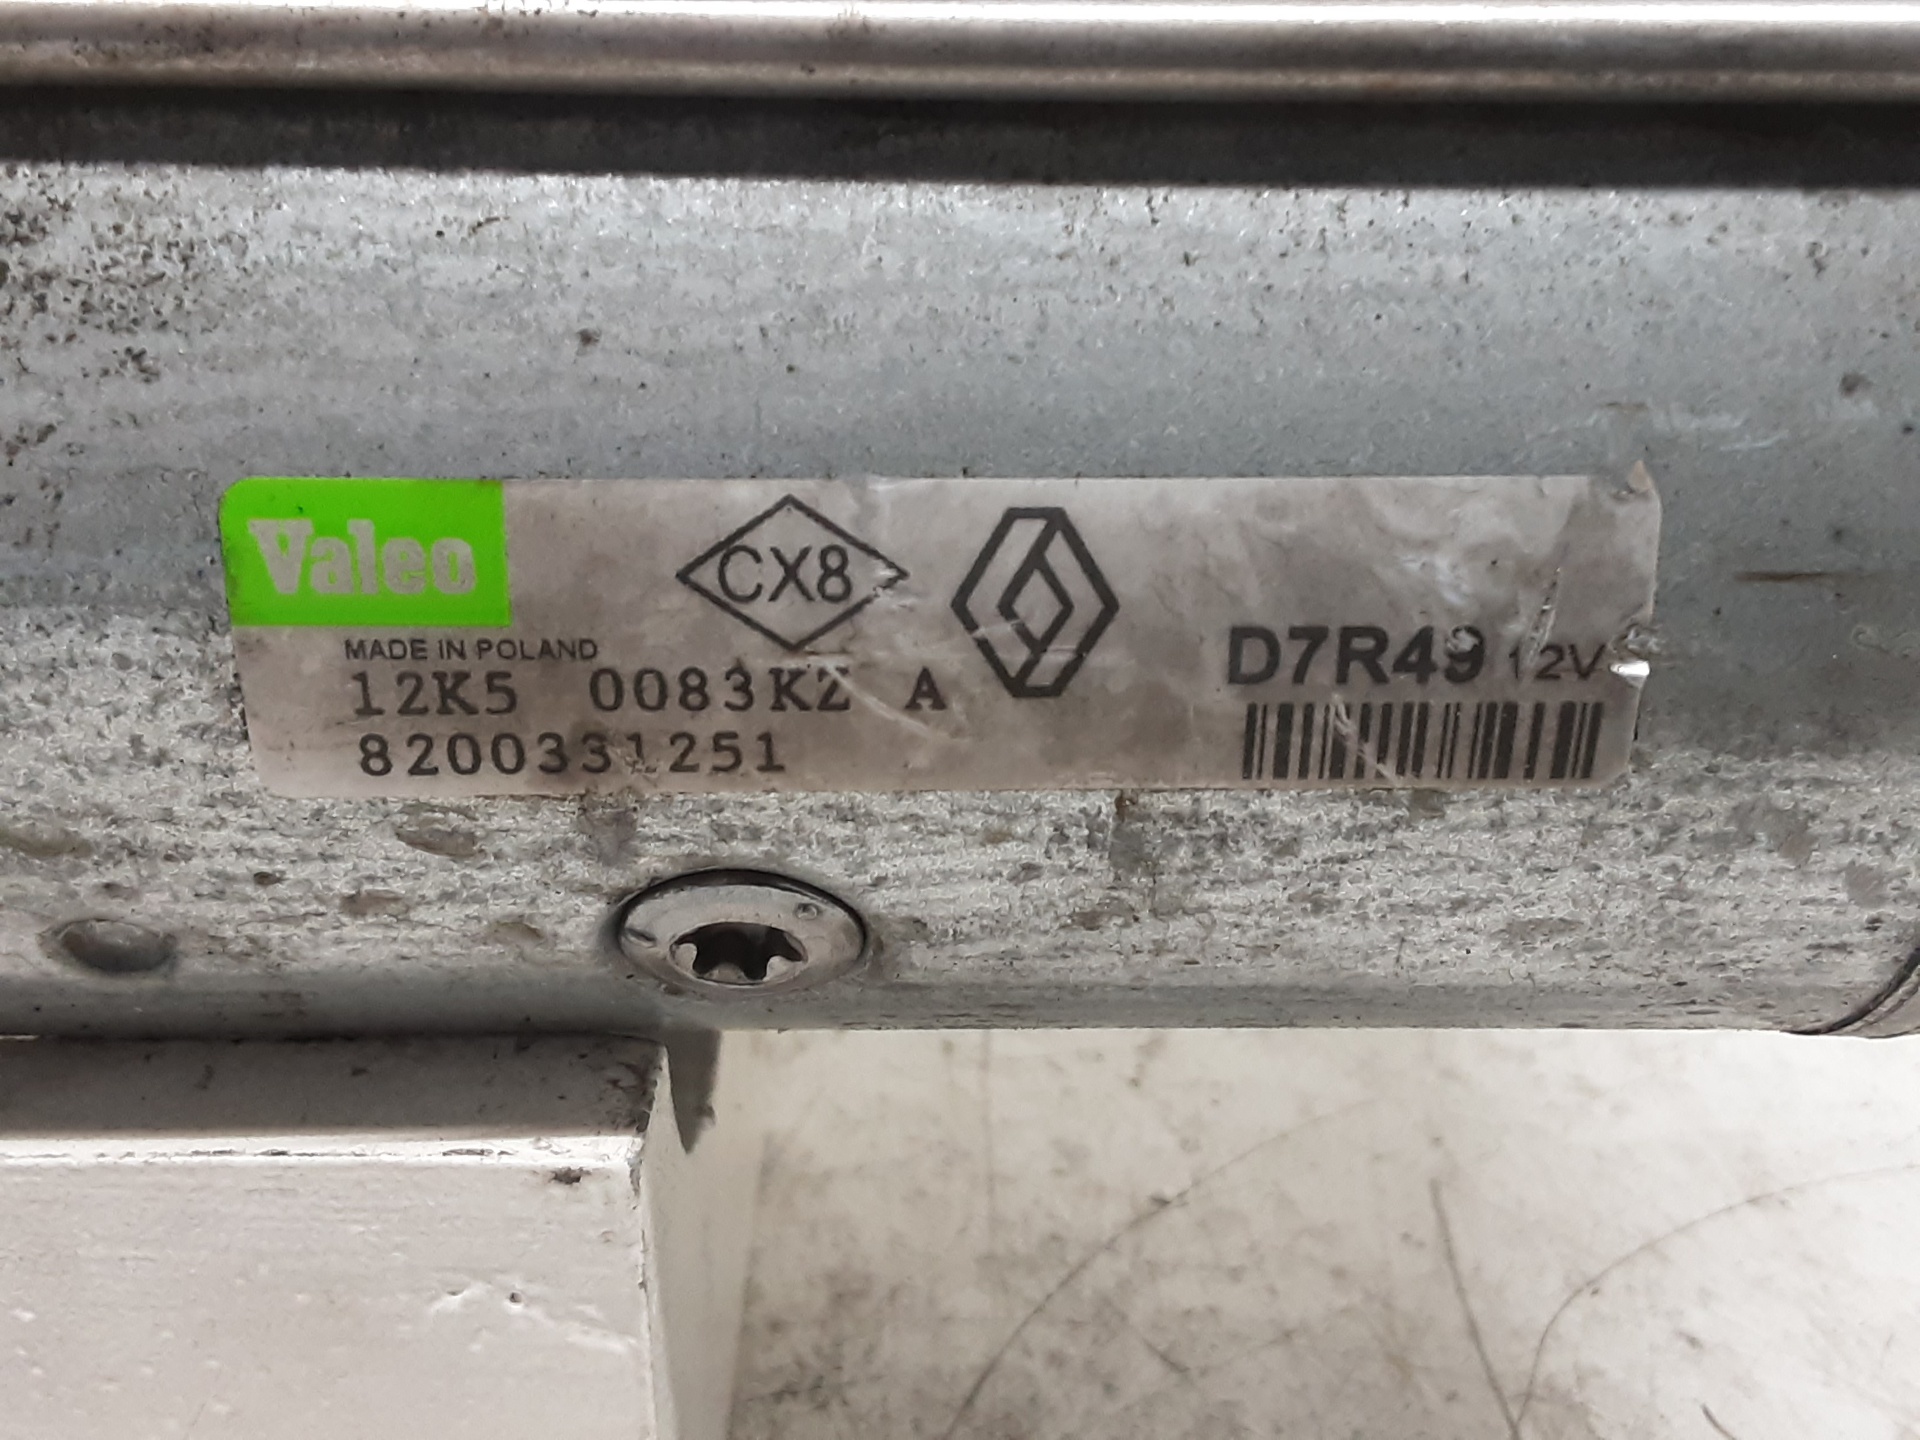 Valeo
CX8
MADE IN POLAND
12K5 0083KZ A
8200331251
D7R49 12V